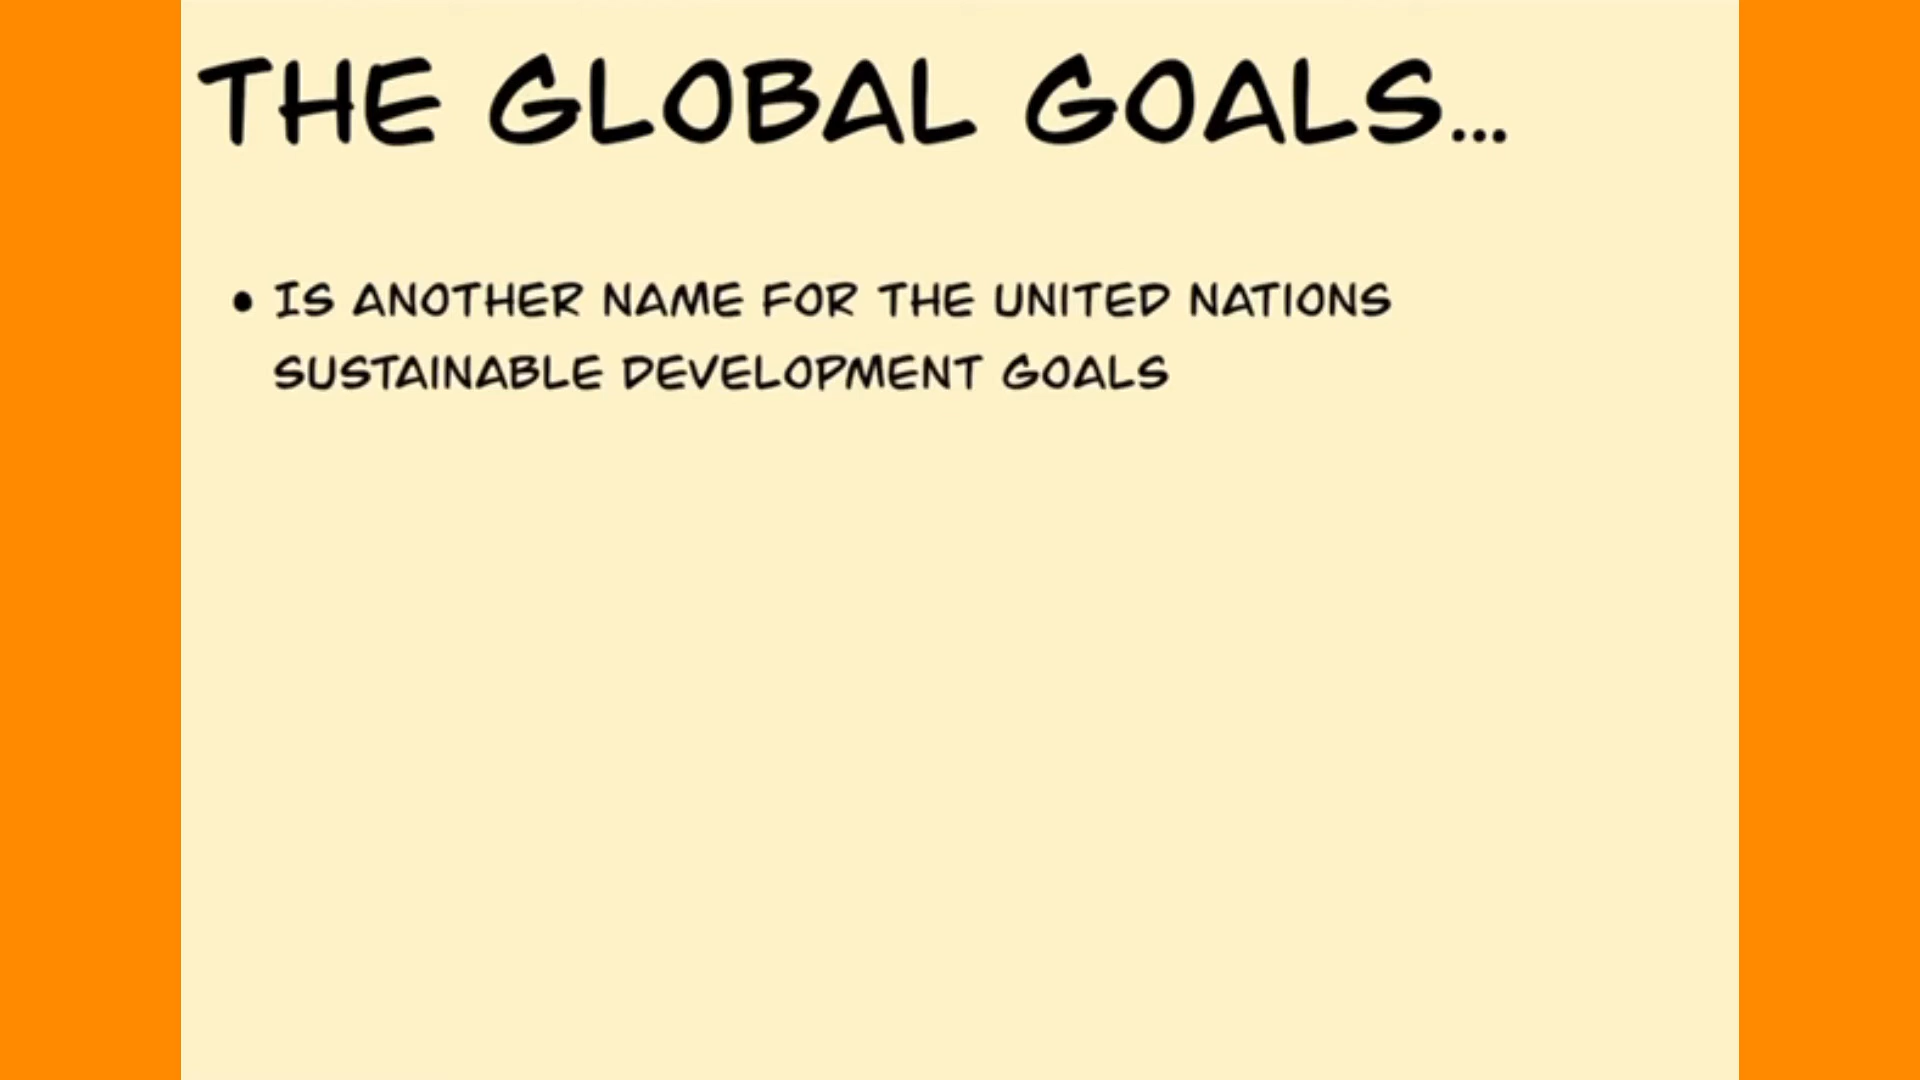 THE GLOBAL GOALS...
• IS ANOTHER NAME FOR THE UNITED NATIONS
SUSTAINABLE DEVELOPMENT GOALS